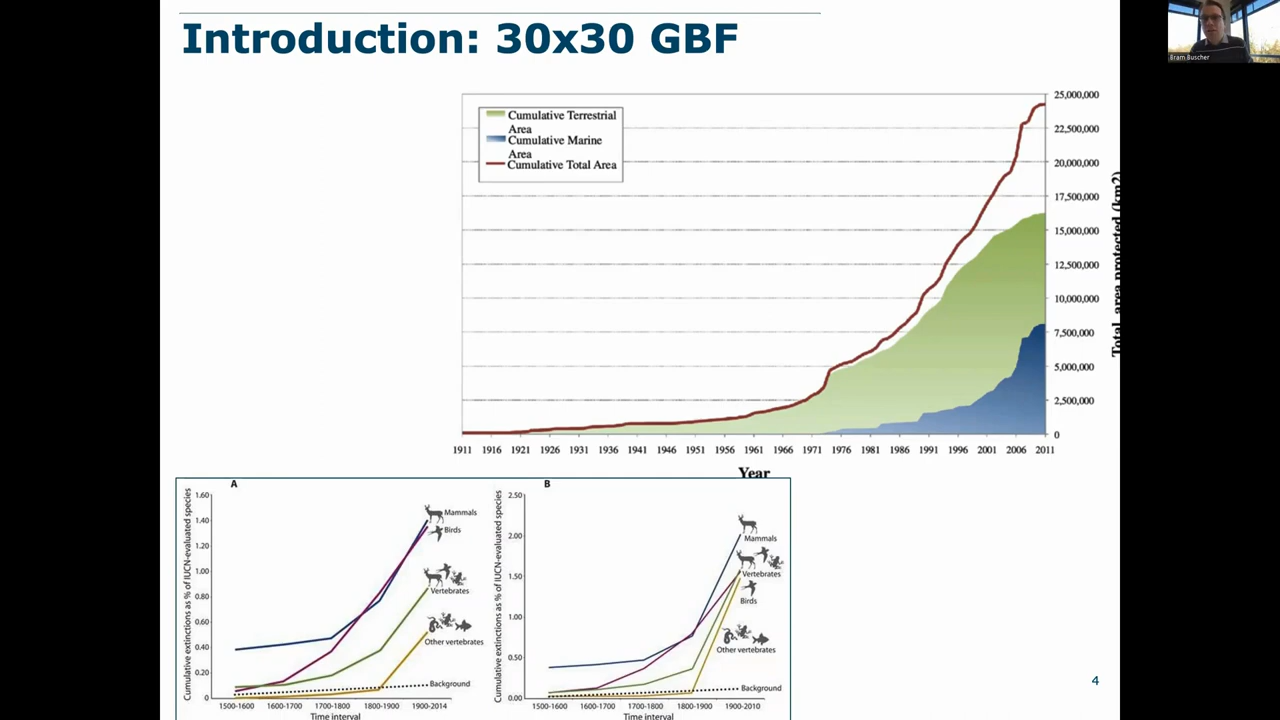 Introduction: 30x30 GBF
Bram Buscher
Cumulative Terrestrial
Area
Cumulative Marine
Area
Cumulative Total Area
25,000,000
22,500,000
20,000,000
17,500,000
15,000,000
12,500,000
10,000,000
7,500,000
5,000,000
2,500,000
0
Total area protected (km2)
1911 1916 1921 1926 1931 1936 1941 1946 1951 1956 1961 1966 1971 1976 1981 1986 1991 1996 2001 2006 2011
Year
A
Cumulative extinctions as % of IUCN-evaluated species
1.60
1.40
1.20
1.00
0.80
0.60
0.40
0.20
0
Mammals
Birds
Vertebrates
Other vertebrates
Background
1500-1600 1600-1700 1700-1800 1800-1900 1900-2014
Time interval
B
Cumulative extinctions as % of IUCN-evaluated species
2.50
2.00
1.50
1.00
0.50
0.00
Mammals
Vertebrates
Birds
Other vertebrates
Background
1500-1600 1600-1700 1700-1800 1800-1900 1900-2010
Time interval
4